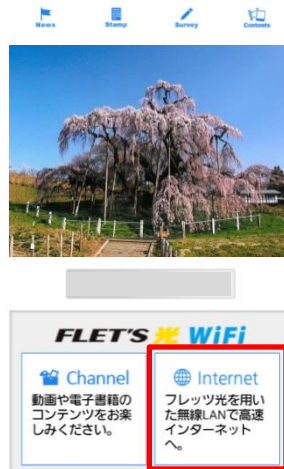 News Stamp Survey Contents
FLET'S 光 WiFi
Channel
動画や電子書籍の
コンテンツをお楽
しみください。
Internet
フレッツ光を用い
た無線LANで高速
インターネット
へ。